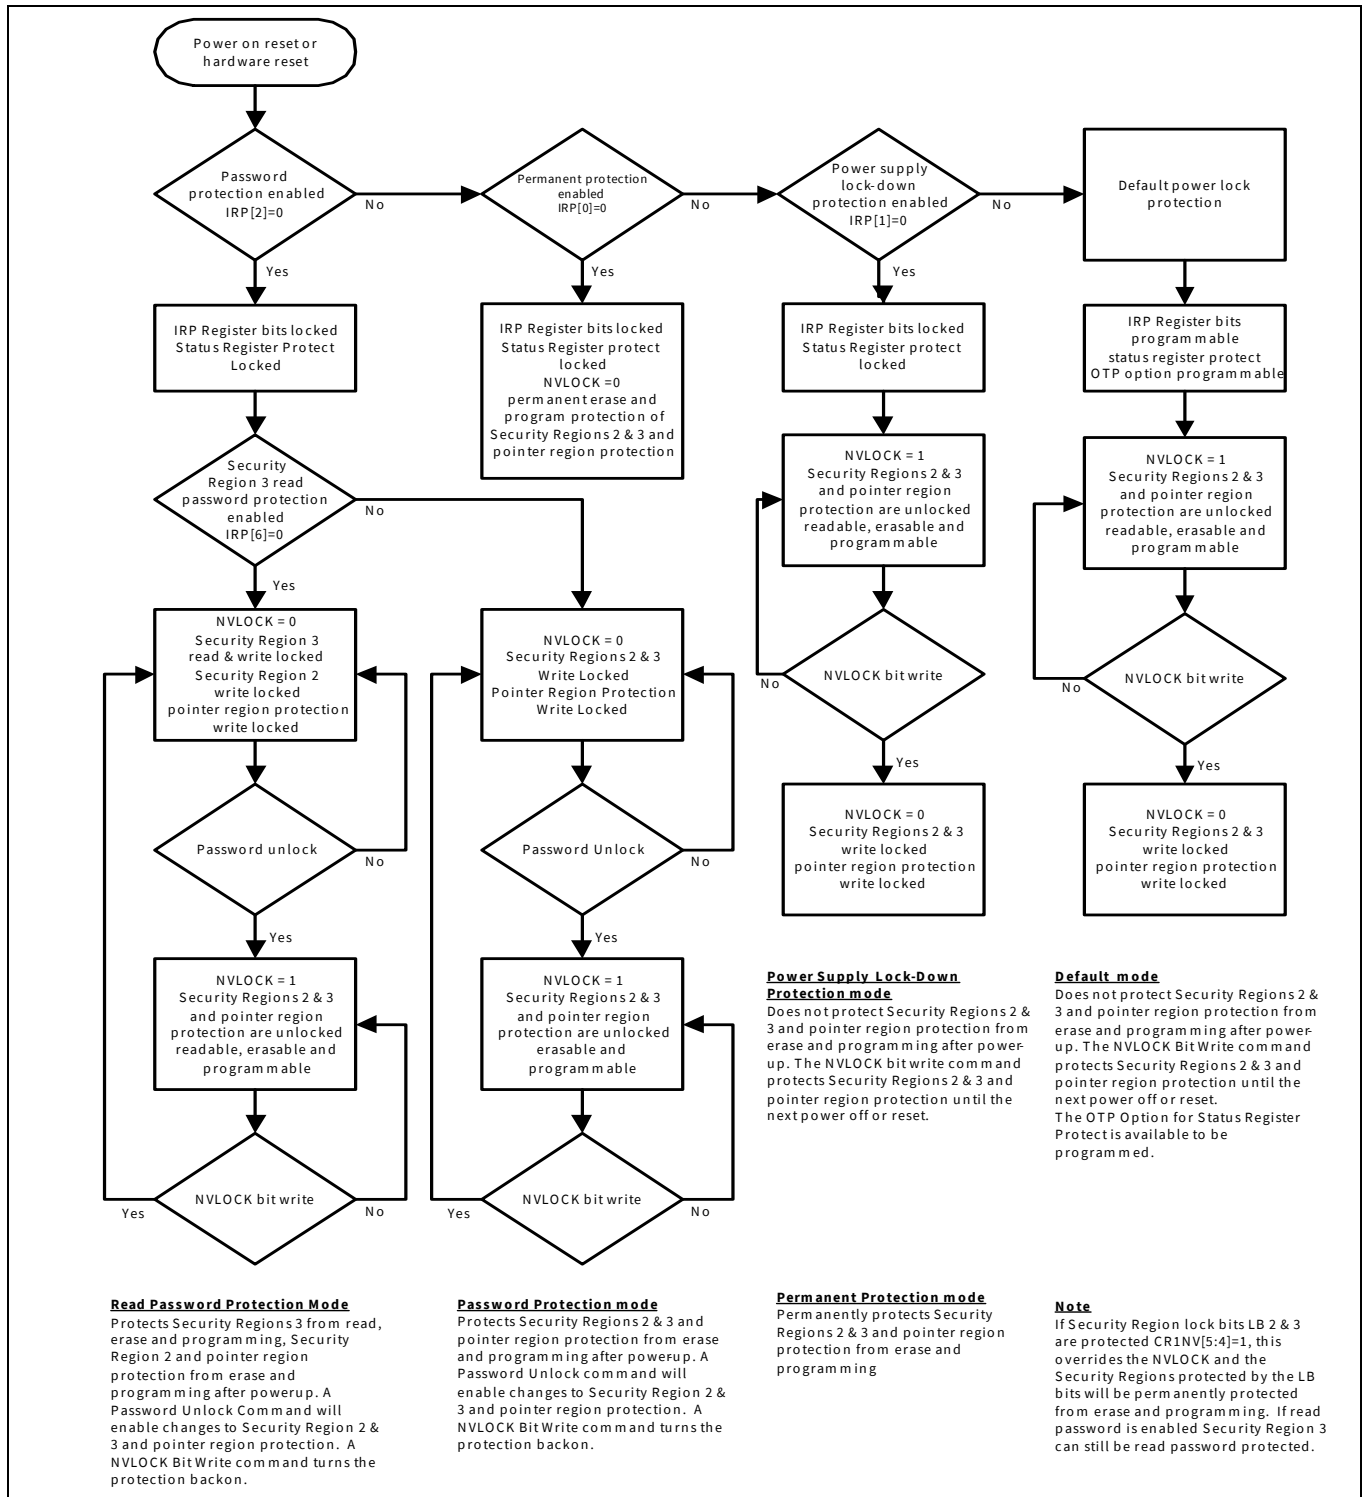 Power on reset or
hardware reset
Password
protection enabled
IRP[2]=0
No
Permanent protection
enabled
IRP[0]=0
No
Power supply
lock-down
protection enabled
IRP[1]=0
No
Default power lock
protection
Yes
Yes
Yes
IRP Register bits locked
Status Register Protect
Locked
IRP Register bits locked
Status Register protect
locked
NVLOCK =0
permanent erase and
program protection of
Security Regions 2 & 3 and
pointer region protection
IRP Register bits locked
Status Register protect
locked
IRP Register bits
programmable
status register protect
OTP option programmable
Security
Region 3 read
password protection
enabled
IRP[6]=0
No
Yes
NVLOCK = 1
Security Regions 2 & 3
and pointer region
protection are unlocked
readable, erasable and
programmable
NVLOCK = 1
Security Regions 2 & 3
and pointer region
protection are unlocked
readable, erasable and
programmable
NVLOCK = 0
Security Region 3
read & write locked
Security Region 2
write locked
pointer region protection
write locked
NVLOCK = 0
Security Regions 2 & 3
Write Locked
Pointer Region Protection
Write Locked
NVLOCK bit write
No
Yes
NVLOCK bit write
No
Yes
Password unlock
No
Yes
Password Unlock
No
Yes
NVLOCK = 0
Security Regions 2 & 3
write locked
pointer region protection
write locked
NVLOCK = 0
Security Regions 2 & 3
write locked
pointer region protection
write locked
NVLOCK = 1
Security Regions 2 & 3
and pointer region
protection are unlocked
readable, erasable and
programmable
NVLOCK = 1
Security Regions 2 & 3
and pointer region
protection are unlocked
erasable and
programmable
NVLOCK bit write
Yes
No
NVLOCK bit write
Yes
No
Power Supply Lock-Down
Protection mode
Does not protect Security Regions 2 &
3 and pointer region protection from
erase and programming after power-
up. The NVLOCK bit write command
protects Security Regions 2 & 3 and
pointer region protection until the
next power off or reset.
Default mode
Does not protect Security Regions 2 &
3 and pointer region protection from
erase and programming after power-
up. The NVLOCK Bit Write command
protects Security Regions 2 & 3 and
pointer region protection until the
next power off or reset.
The OTP Option for Status Register
Protect is available to be
programmed.
Read Password Protection Mode
Protects Security Regions 3 from read,
erase and programming, Security
Region 2 and pointer region
protection from erase and
programming after powerup. A
Password Unlock Command will
enable changes to Security Region 2 &
3 and pointer region protection. A
NVLOCK Bit Write command turns the
protection backon.
Password Protection mode
Protects Security Regions 2 & 3 and
pointer region protection from erase
and programming after powerup. A
Password Unlock command will
enable changes to Security Region 2 &
3 and pointer region protection. A
NVLOCK Bit Write command turns the
protection backon.
Permanent Protection mode
Permanently protects Security
Regions 2 & 3 and pointer region
protection from erase and
programming
Note
If Security Region lock bits LB 2 & 3
are protected CR1NV[5:4]=1, this
overrides the NVLOCK and the
Security Regions protected by the LB
bits will be permanently protected
from erase and programming. If read
password is enabled Security Region 3
can still be read password protected.